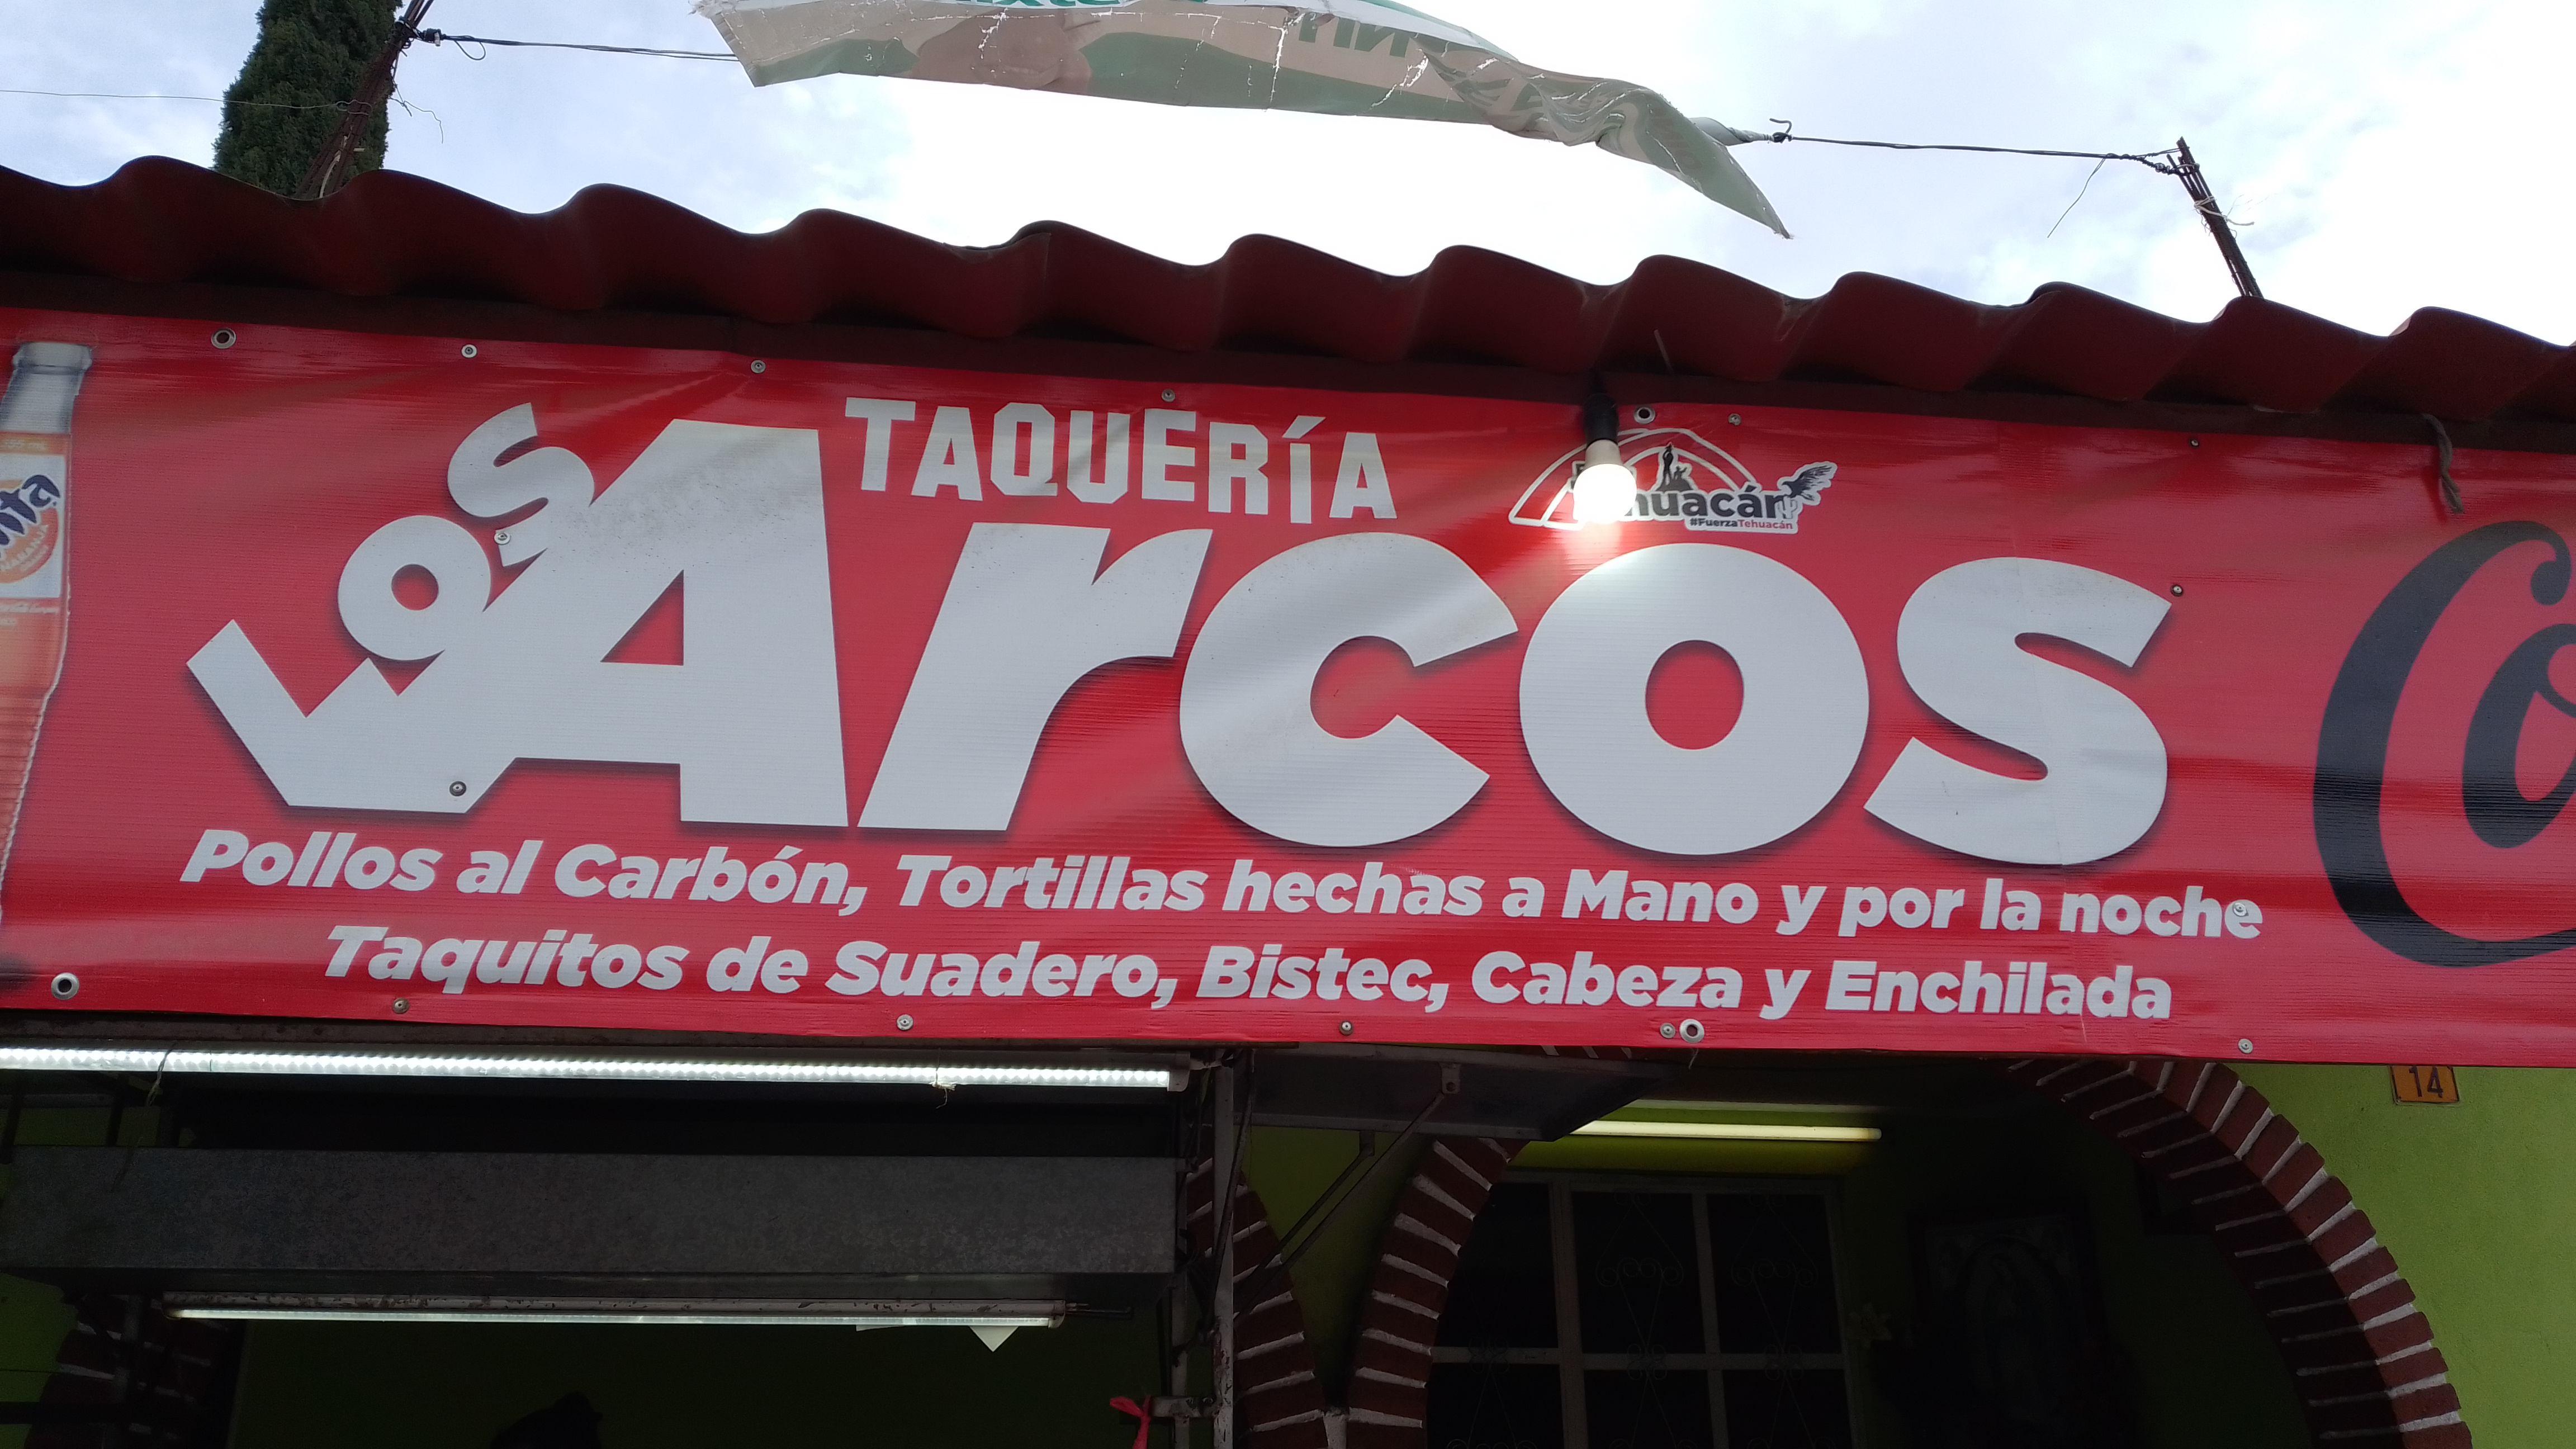 TAQUERÍA
Los Arcos
Tehuacán
#FuerzaTehuacán
Pollos al Carbón, Tortillas hechas a Mano y por la noche
Taquitos de Suadero, Bistec, Cabeza y Enchilada
NARANJA
14